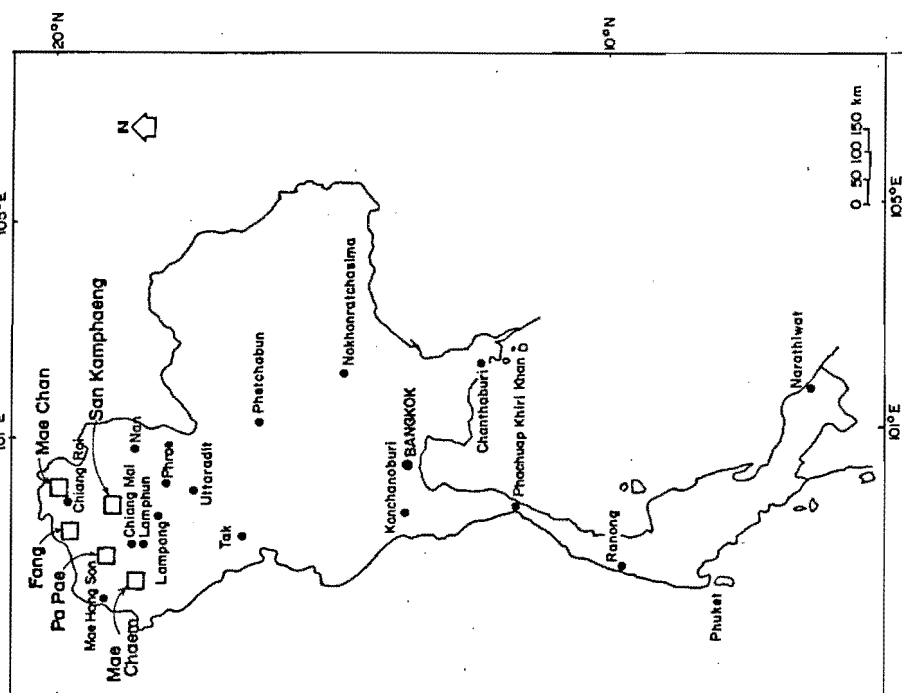 20°N
10°N
105°E
101°E
N
Mae Chan
San Kamphaeng
Fang
Pa Pae
Mae Hong Son
Mae
Chaem
Chiang Rai
Chiang Mai
Lamphun
Lampang
Nan
Phrae
Uttaradit
Tak
Phetchabun
Nakhonratchasima
Kanchanaburi
BANGKOK
Chanthaburi
Phachuap Khiri Khan
Ranong
Phuket
Narathiwat
0 50 100 150 km
105°E
101°E